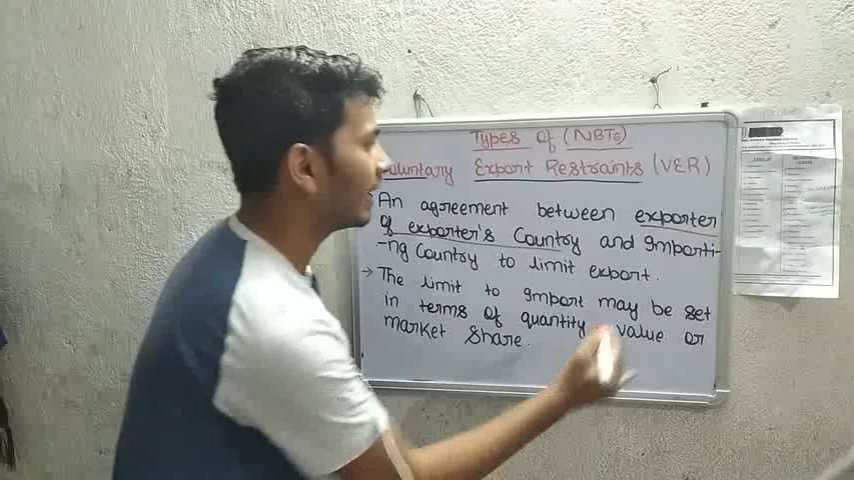 Types of (NBTs)
Voluntary Export Restraints (VER)
An agreement between exporter
of exporter's Country and Importi-
-ng Country to limit export.
→ The limit to Import may be set
in terms of quantity, value or
market Share.